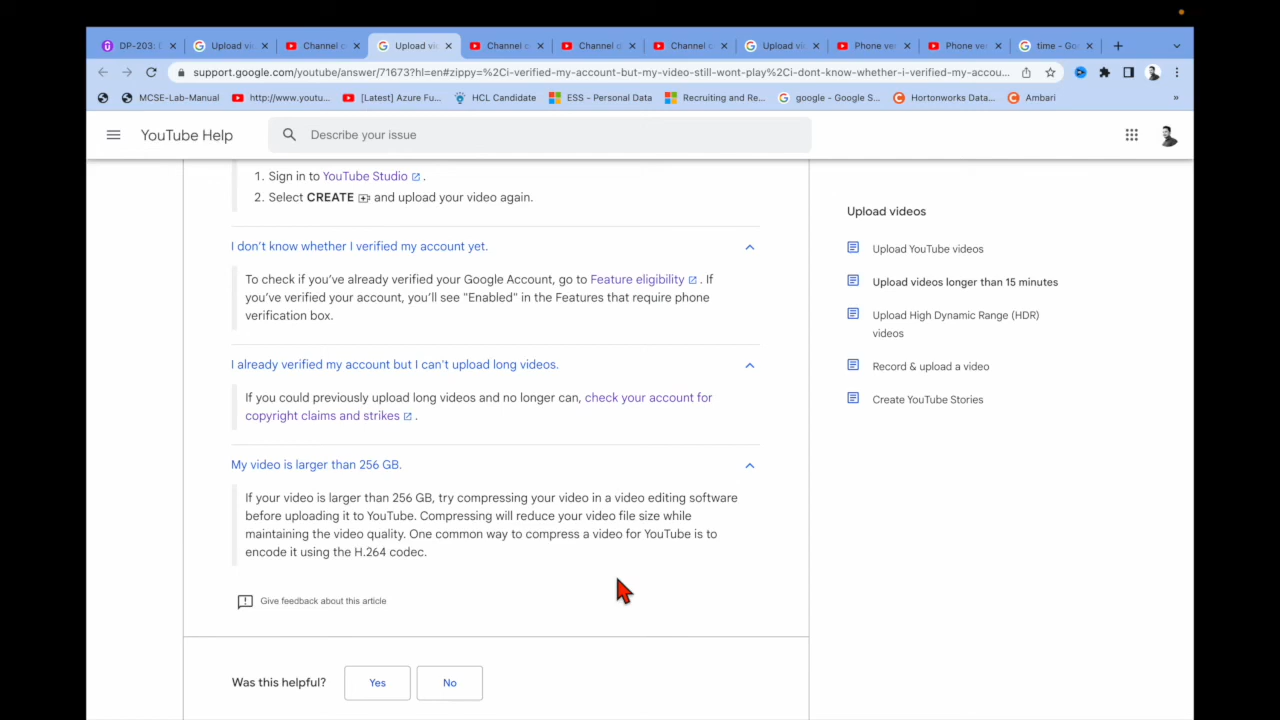 DP-203:
Upload vi
Channel c
Upload vi
Channel c
Channel c
Channel c
Upload vi
Phone ver
Phone ver
time - Go
support.google.com/youtube/answer/71673?hl=en#zippy=%2Ci-verified-my-account-but-my-video-still-wont-play%2Ci-dont-know-whether-i-verified-my-accou...
MCSE-Lab-Manual
http://www.youtu...
[Latest] Azure Fu...
HCL Candidate
ESS - Personal Data
Recruiting and Re...
google - Google S...
Hortonworks Data...
Ambari
»
YouTube Help
Describe your issue
1. Sign in to YouTube Studio .
2. Select CREATE and upload your video again.
I don't know whether I verified my account yet.
To check if you've already verified your Google Account, go to Feature eligibility . If
you've verified your account, you'll see "Enabled" in the Features that require phone
verification box.
I already verified my account but I can't upload long videos.
If you could previously upload long videos and no longer can, check your account for
copyright claims and strikes .
My video is larger than 256 GB.
If your video is larger than 256 GB, try compressing your video in a video editing software
before uploading it to YouTube. Compressing will reduce your video file size while
maintaining the video quality. One common way to compress a video for YouTube is to
encode it using the H.264 codec.
Give feedback about this article
Was this helpful?
Yes
No
Upload videos
Upload YouTube videos
Upload videos longer than 15 minutes
Upload High Dynamic Range (HDR)
videos
Record & upload a video
Create YouTube Stories